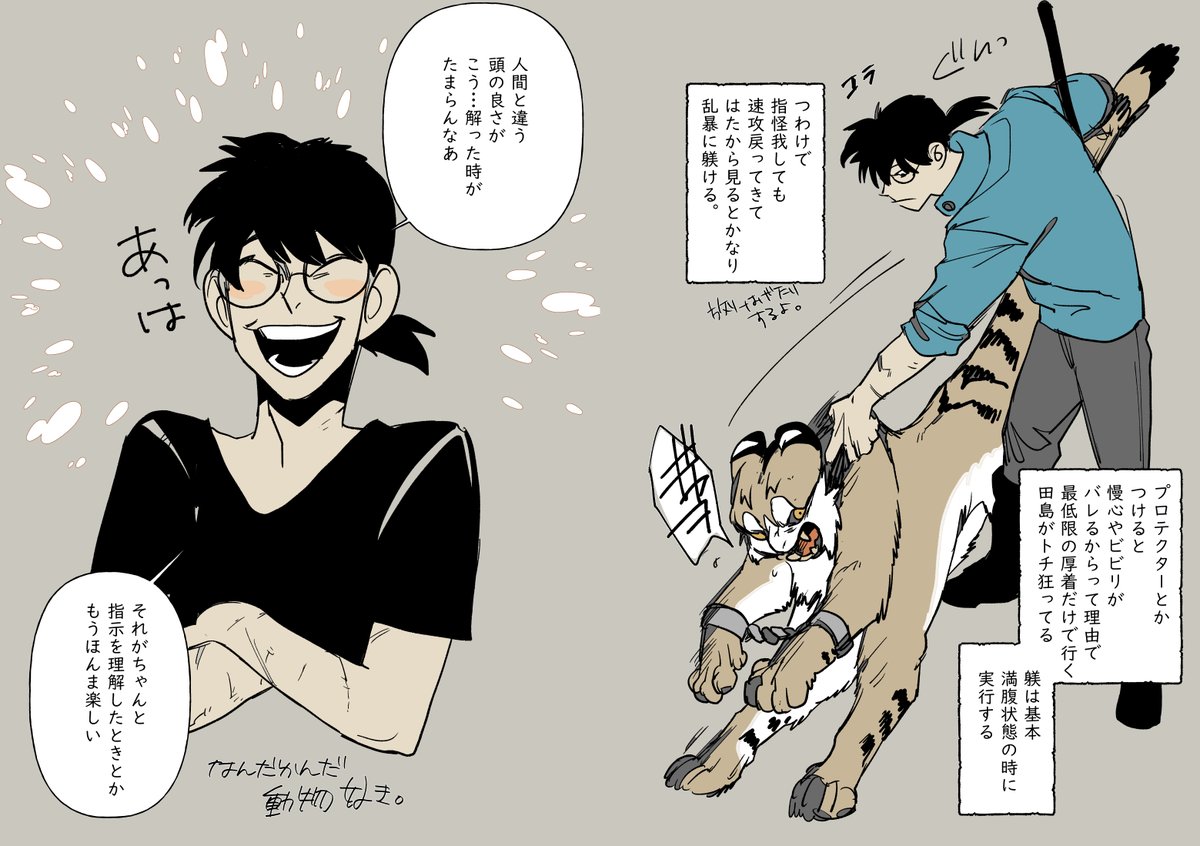 ぐいっ
コラ
つわけで
指怪我しても
速攻戻ってきて
はたから見るとかなり
乱暴に躾ける。
するよ。
プロテクターとか
つけると
慢心やビビリが
バレるからって理由で
最低限の厚着だけで行く
田島がトチ狂ってる
躾は基本
満腹状態の時に
実行する
人間と違う
頭の良さが
こう…解った時が
たまらんなあ
あっは
それがちゃんと
指示を理解したときとか
もうほんま楽しい
なんだかんだ
動物好き。